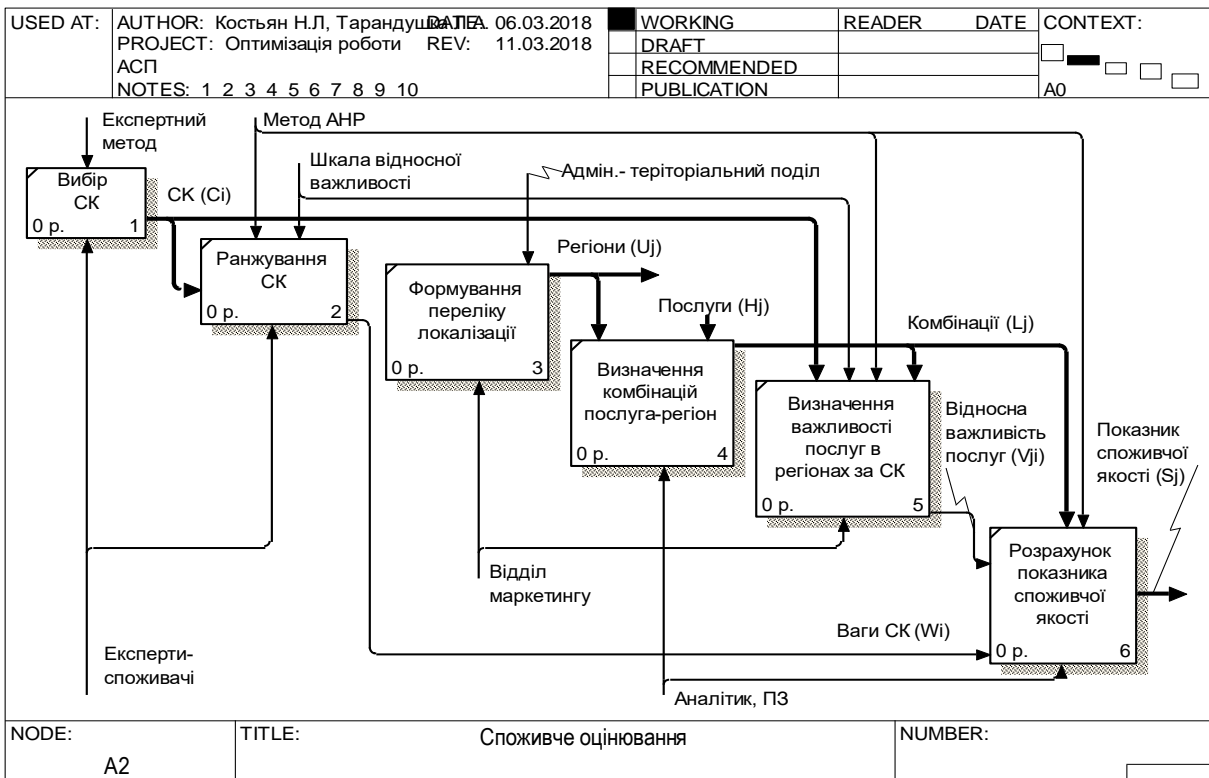 USED AT:
AUTHOR: Костьян Н.Л, Тарандушка Л.А.
DATE: 06.03.2018
PROJECT: Оптимізація роботи
АСП
REV: 11.03.2018
NOTES: 1 2 3 4 5 6 7 8 9 10
WORKING
DRAFT
RECOMMENDED
PUBLICATION
READER DATE
CONTEXT:
A0
Експертний
метод
Метод АНР
Шкала відносної
важливості
Адмін.- теріторіальний поділ
Вибір
СК
0 р. 1
СК (Ci)
Ранжування
СК
0 р. 2
Регіони (Uj)
Формування
переліку
локалізації
0 р. 3
Послуги (Hj)
Комбінації (Lj)
Визначення
комбінацій
послуга-регіон
0 р. 4
Визначення
важливості
послуг в
регіонах за СК
0 р. 5
Відносна
важливість
послуг (Vji)
Показник
споживчої
якості (Sj)
Розрахунок
показника
споживчої
якості
0 р. 6
Відділ
маркетингу
Ваги СК (Wi)
Експерти-
споживачі
Аналітик, ПЗ
NODE:
A2
TITLE:
Споживче оцінювання
NUMBER: